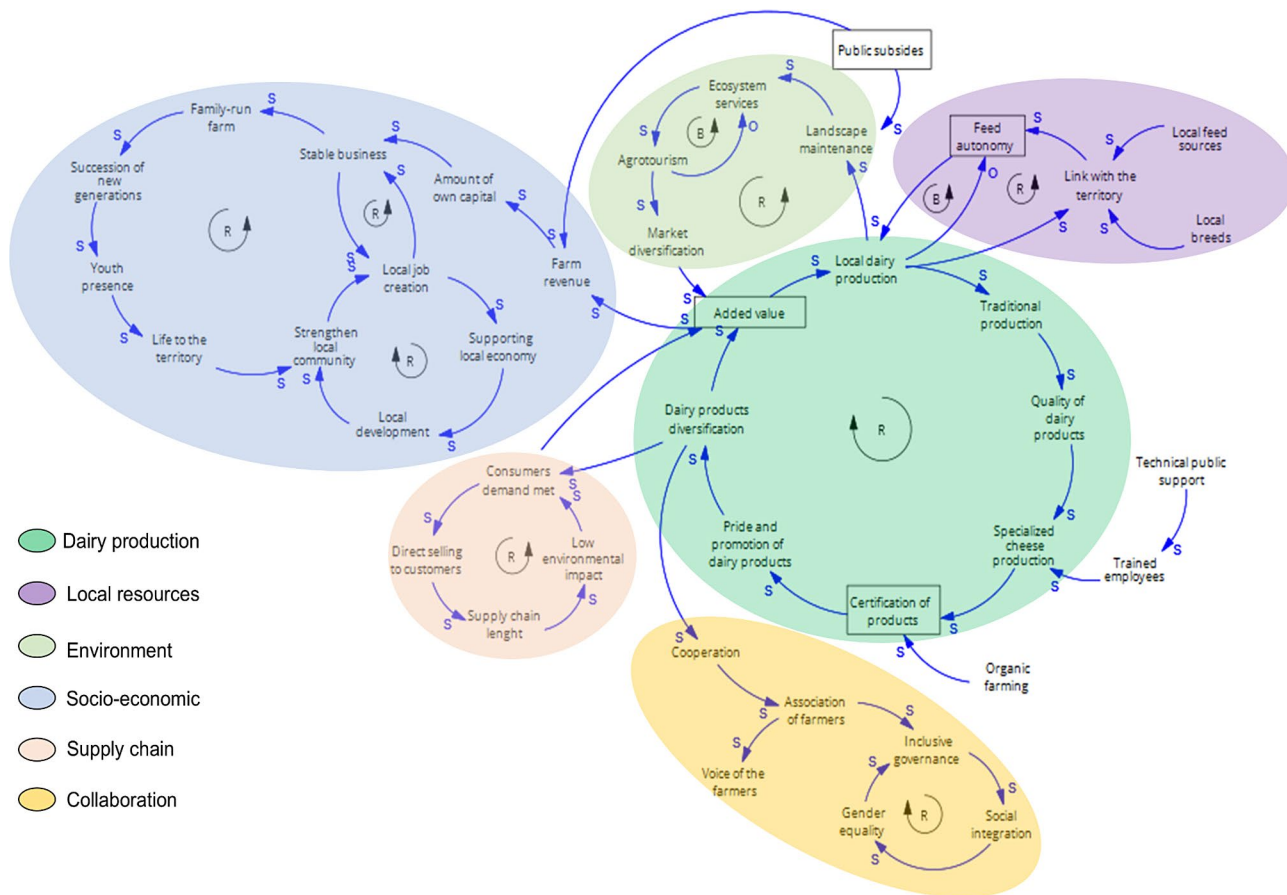 Public subsides
S
S
Ecosystem
services
S
B
O
Agrotourism
Landscape
maintenance
S
S
R
Market
diversification
S
S
Feed
autonomy
S
S
Local feed
sources
O
R
B
Link with the
territory
S
S
Local
breeds
S
Family-run
farm
S
S
Stable business
S
Succession of
new
generations
R
S
R
Amount of
own capital
S
S
Youth
presence
S
S
Local job
creation
S
S
Farm
revenue
S
S
Life to the
territory
S
Strengthen
local
community
S
R
Supporting
local economy
Local
development
S
S
Local dairy
production
S
S
S
Added value
S
Traditional
production
S
Quality of
dairy
products
S
Dairy products
diversification
R
S
Technical public
support
S
Trained
employees
Specialized
cheese
production
S
S
Pride and
promotion of
dairy products
S
Certification of
products
S
S
Organic
farming
Consumers
demand met
S
S
S
Direct selling
to customers
R
Low
environmental
impact
S
Supply chain
lenght
S
S
Cooperation
S
Association
of farmers
S
S
Inclusive
governance
Voice of the
farmers
S
S
Gender
equality
R
Social
integration
S
Dairy production
Local resources
Environment
Socio-economic
Supply chain
Collaboration